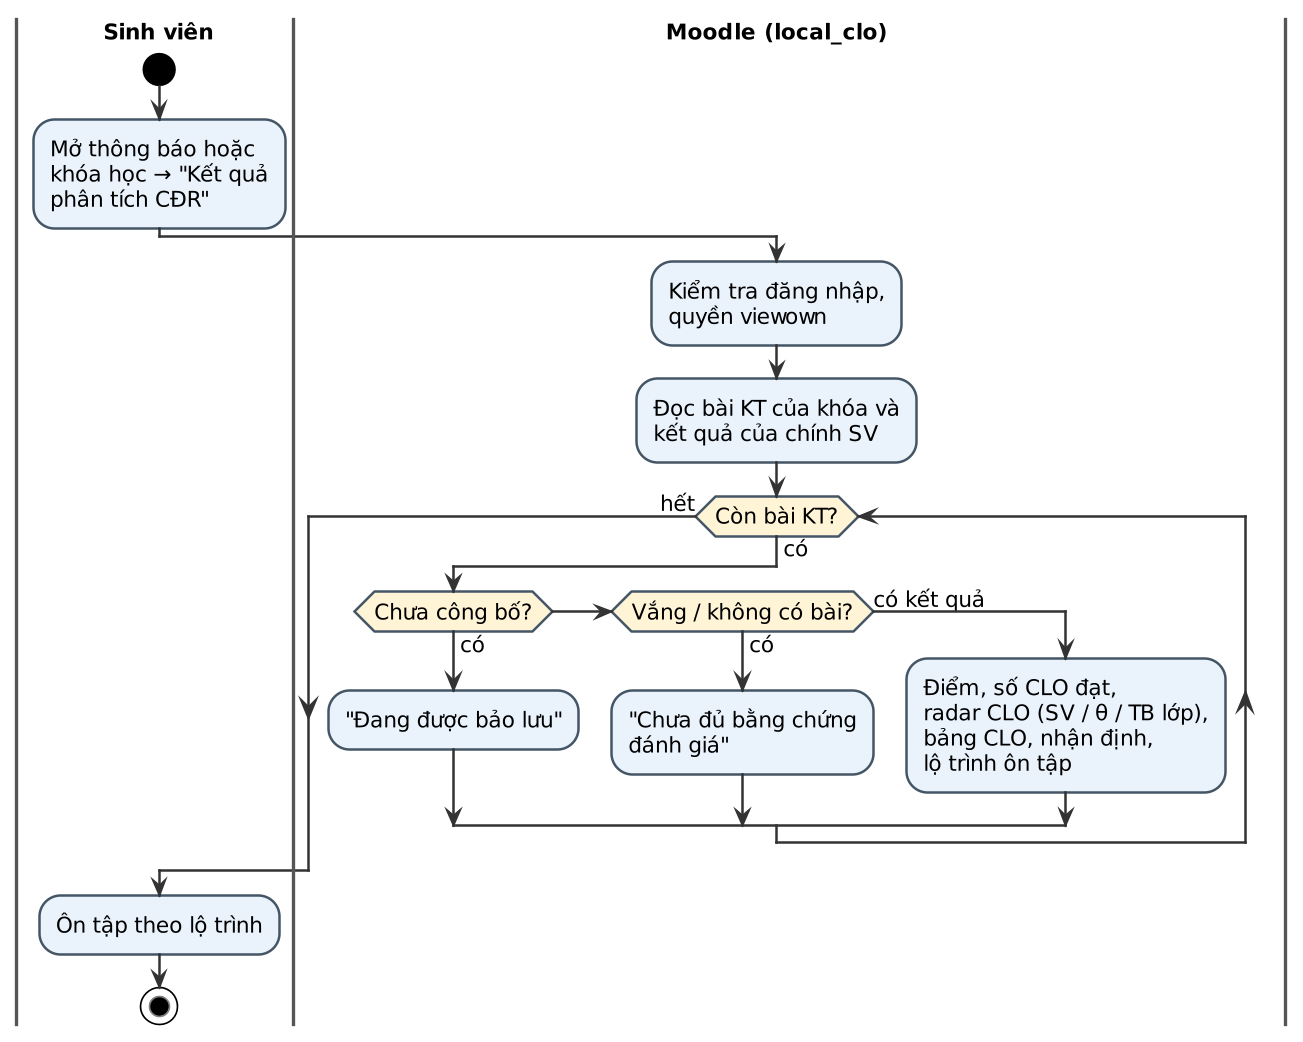 Sinh viên
Moodle (local_clo)
Mở thông báo hoặc
khóa học → "Kết quả
phân tích CĐR"
Kiểm tra đăng nhập,
quyền viewown
Đọc bài KT của khóa và
kết quả của chính SV
hết
Còn bài KT?
có
Chưa công bố?
Vắng / không có bài?
có kết quả
có
có
"Đang được bảo lưu"
"Chưa đủ bằng chứng
đánh giá"
Điểm, số CLO đạt,
radar CLO (SV / θ / TB lớp),
bảng CLO, nhận định,
lộ trình ôn tập
Ôn tập theo lộ trình